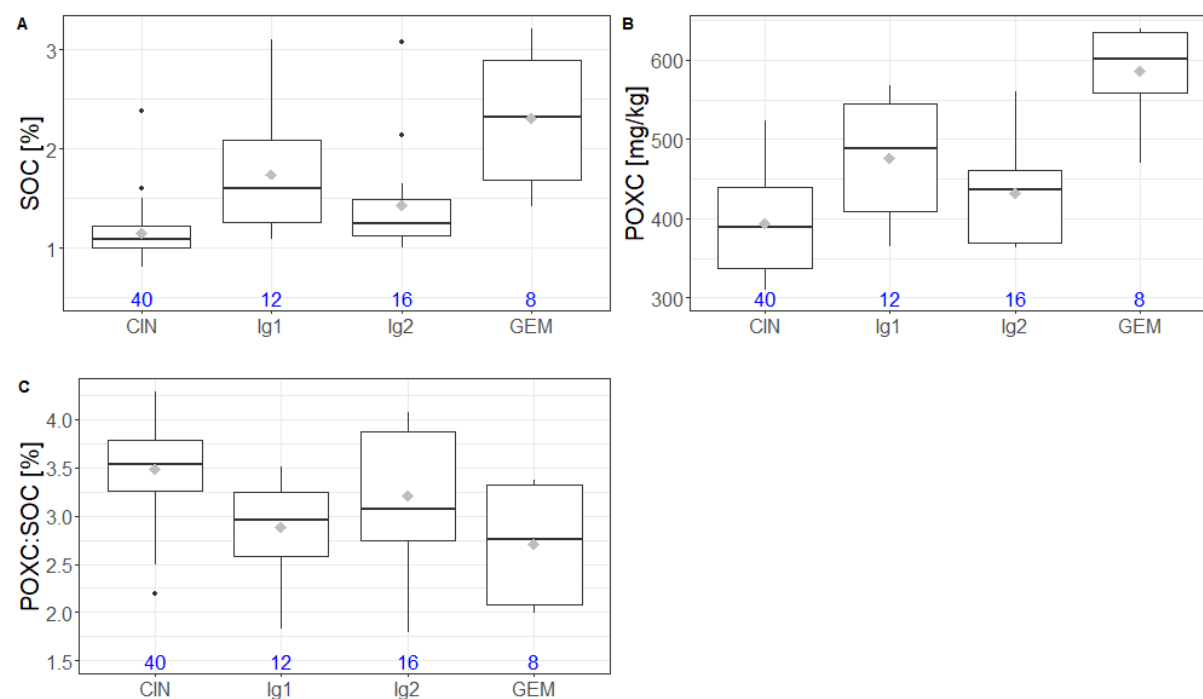 A
SOC [%]
3
2
1
40 12 16 8
CIN Ig1 Ig2 GEM
B
POXC [mg/kg]
600
500
400
300
40 12 16 8
CIN Ig1 Ig2 GEM
C
POXC:SOC [%]
4.0
3.5
3.0
2.5
2.0
1.5
40 12 16 8
CIN Ig1 Ig2 GEM